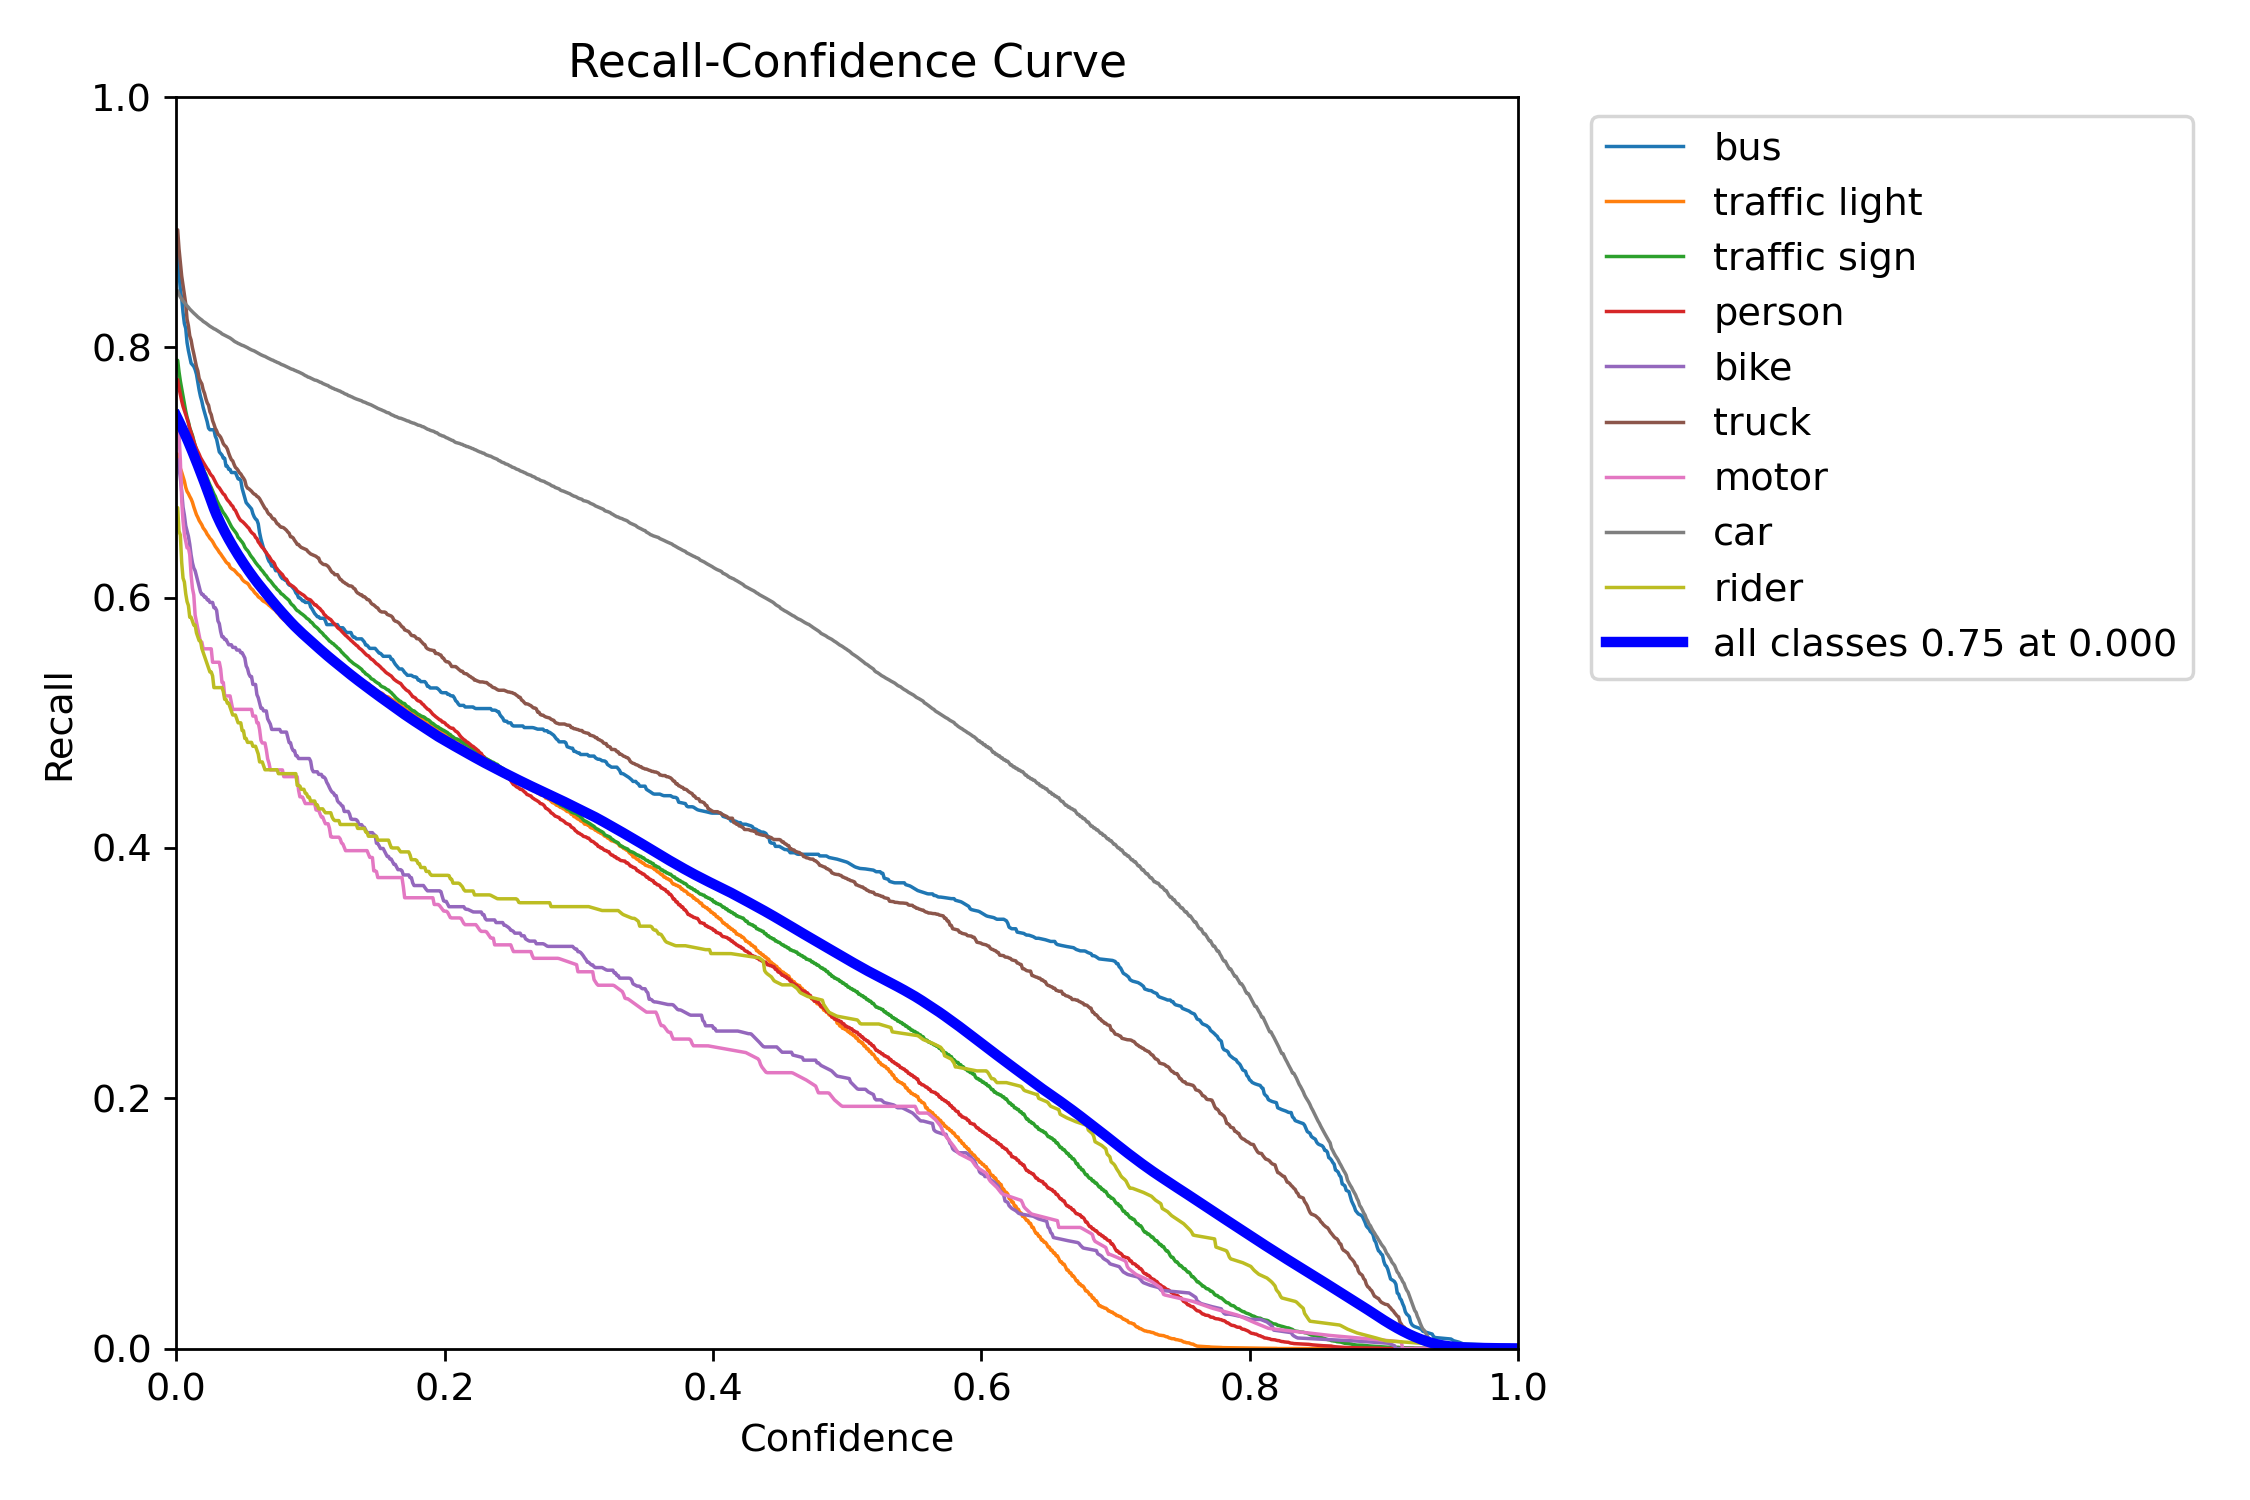 Recall-Confidence Curve
1.0
0.8
0.6
0.4
0.2
0.0
Recall
0.0 0.2 0.4 0.6 0.8 1.0
Confidence
bus
traffic light
traffic sign
person
bike
truck
motor
car
rider
all classes 0.75 at 0.000